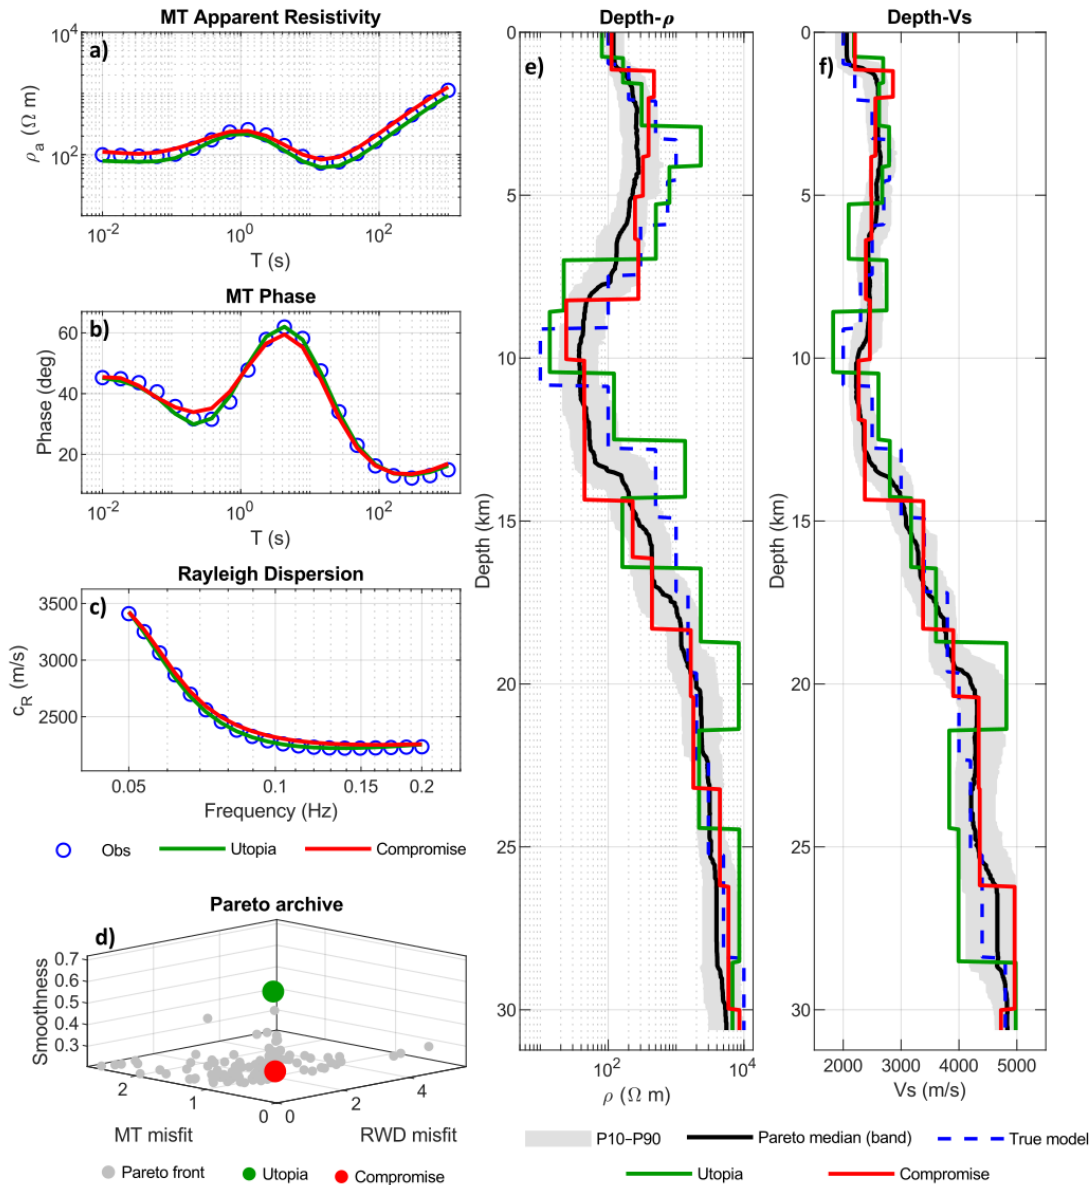 MT Apparent Resistivity
a)
10^4
10^3
10^2
ρ_a (Ω m)
10^-2
10^0
10^2
T (s)
MT Phase
b)
60
40
20
Phase (deg)
10^-2
10^0
10^2
T (s)
Rayleigh Dispersion
c)
3500
3000
2500
c_R (m/s)
0.05
0.1
0.15
0.2
Frequency (Hz)
Obs
Utopia
Compromise
Pareto archive
d)
0.7
0.6
0.5
0.4
0.3
Smoothness
2
1
0
0
2
4
MT misfit
RWD misfit
Pareto front
Utopia
Compromise
Depth-ρ
e)
0
5
10
15
20
25
30
Depth (km)
10^2
10^4
ρ (Ω m)
Depth-Vs
f)
0
5
10
15
20
25
30
Depth (km)
2000
3000
4000
5000
Vs (m/s)
P10–P90
Pareto median (band)
True model
Utopia
Compromise